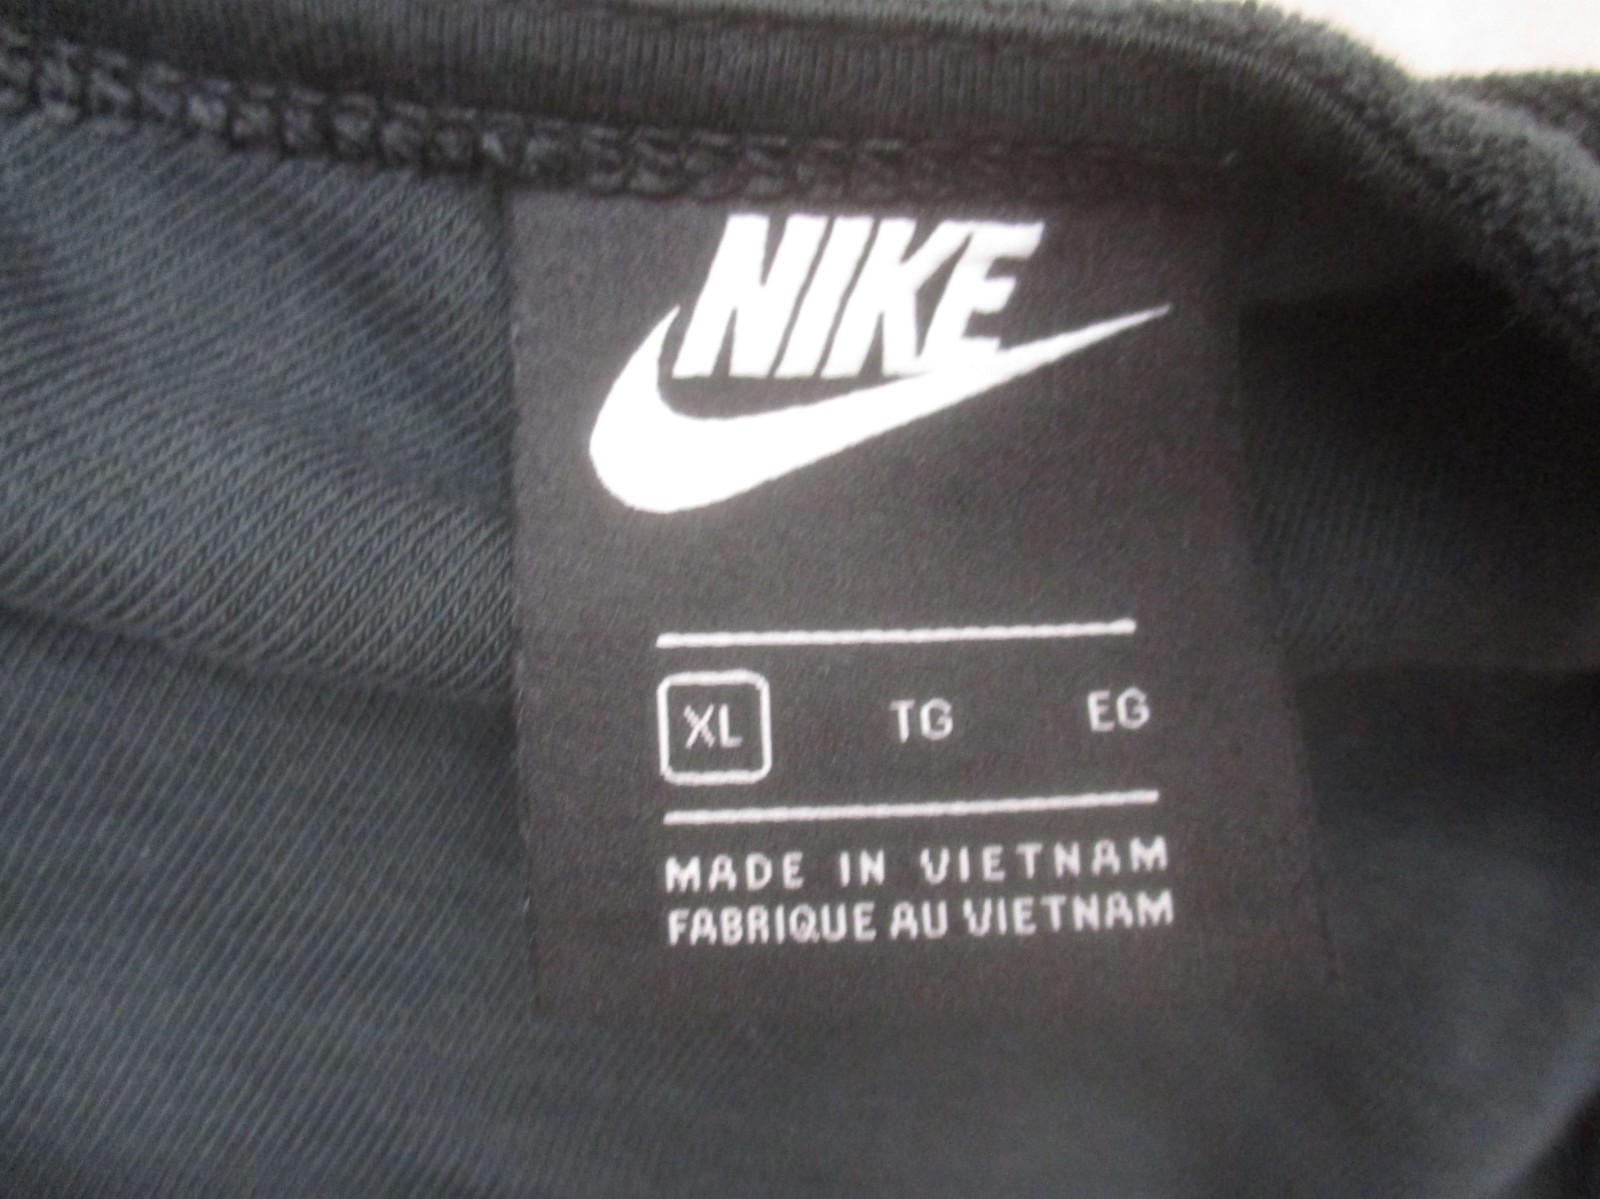 NIKE
XL TG EG
MADE IN VIETNAM
FABRIQUE AU VIETNAM